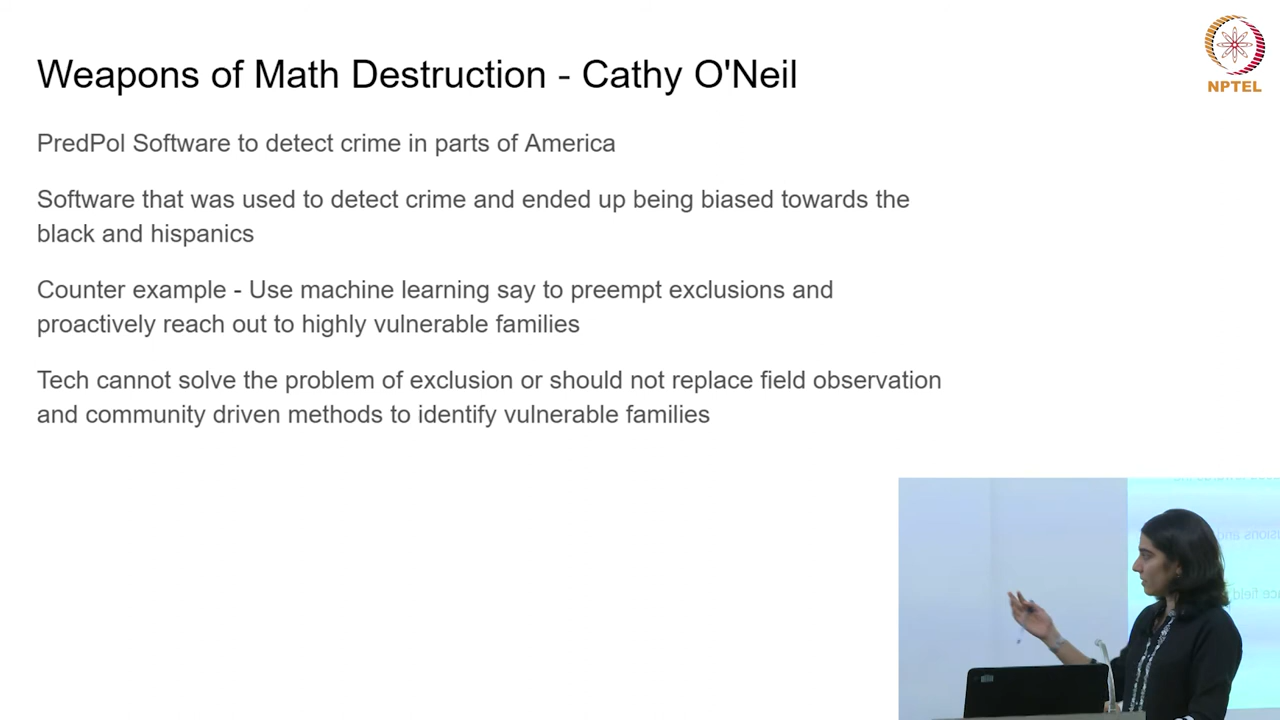 Weapons of Math Destruction - Cathy O'Neil
NPTEL
PredPol Software to detect crime in parts of America
Software that was used to detect crime and ended up being biased towards the
black and hispanics
Counter example - Use machine learning say to preempt exclusions and
proactively reach out to highly vulnerable families
Tech cannot solve the problem of exclusion or should not replace field observation
and community driven methods to identify vulnerable families